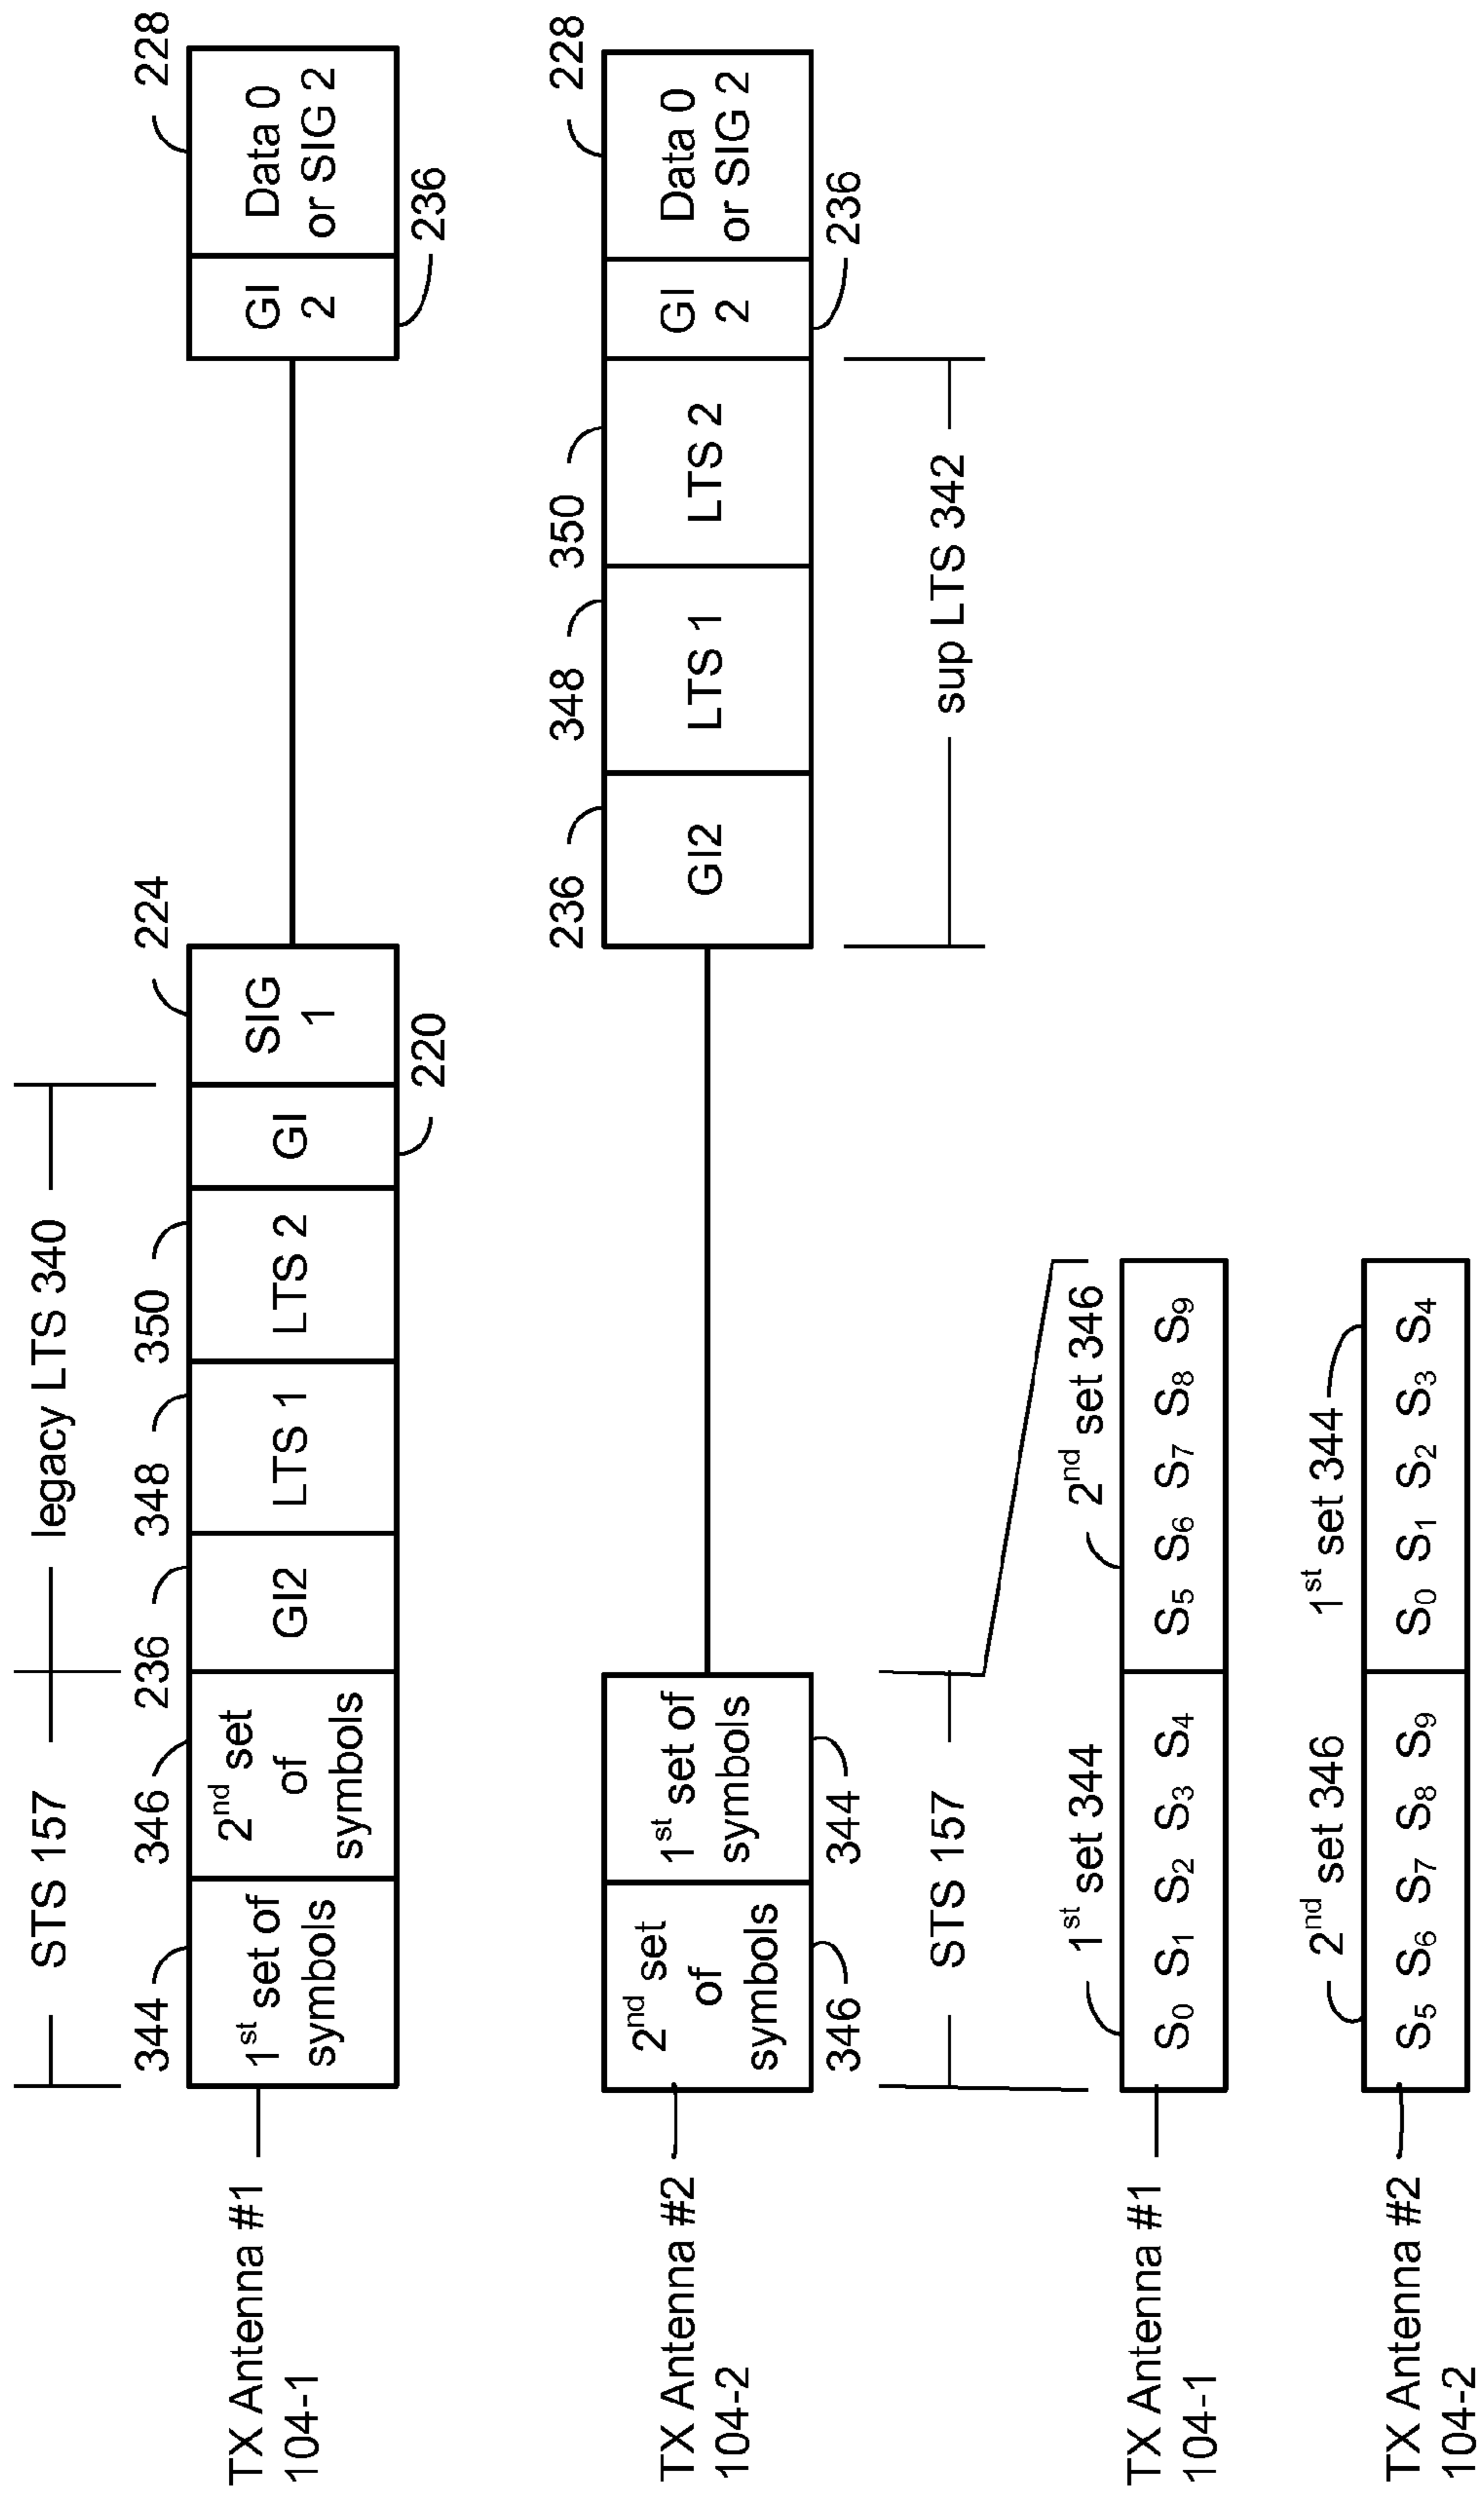 STS 157
legacy LTS 340
344
346
236
348
350
224
228
TX Antenna #1
104-1
1st set of
symbols
2nd set
of
symbols
GI2
LTS 1
LTS 2
GI
SIG
1
GI
2
Data 0
or SIG 2
220
236
236
348
350
228
TX Antenna #2
104-2
2nd set
of
symbols
1st set of
symbols
GI2
LTS 1
LTS 2
GI
2
Data 0
or SIG 2
346
344
236
STS 157
sup LTS 342
1st set 344
2nd set 346
TX Antenna #1
104-1
S0 S1 S2 S3 S4
S5 S6 S7 S8 S9
2nd set 346
1st set 344
TX Antenna #2
104-2
S5 S6 S7 S8 S9
S0 S1 S2 S3 S4